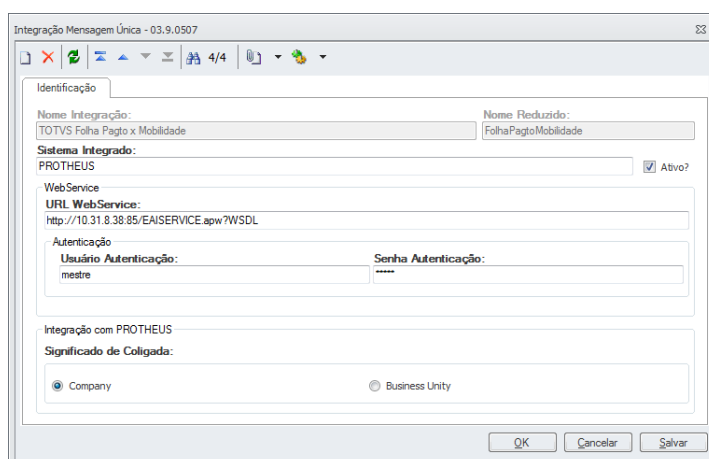 Integração Mensagem Única - 03.9.0507
4/4
Identificação
Nome Integração: Nome Reduzido:
TOTVS Folha Pagto x Mobilidade FolhaPagtoMobilidade
Sistema Integrado:
PROTHEUS Ativo?
WebService
URL WebService:
http://10.31.8.38:85/EAISERVICE.apw?WSDL
Autenticação
Usuário Autenticação: Senha Autenticação:
mestre •••••
Integração com PROTHEUS
Significado de Coligada:
Company Business Unity
OK Cancelar Salvar